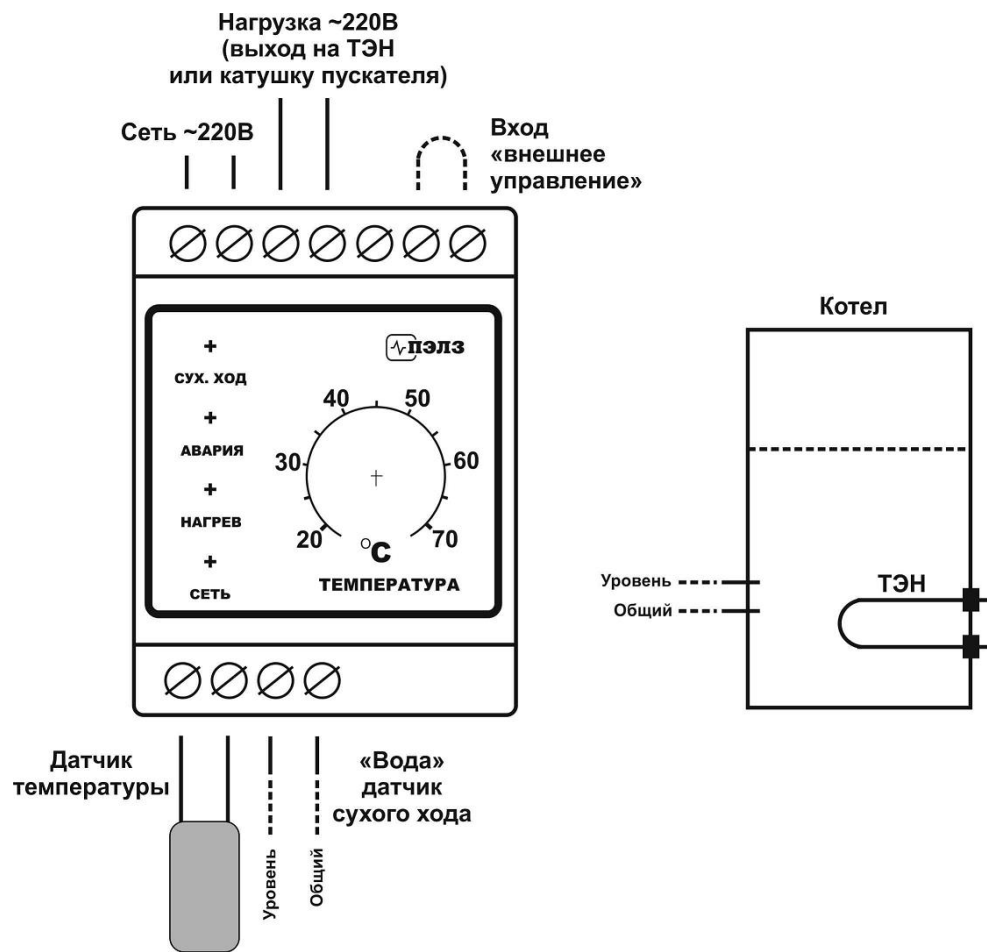 Нагрузка ~220В
(выход на ТЭН
или катушку пускателя)
Сеть ~220В
Вход
«внешнее
управление»
ПЭЛЗ
СУХ. ХОД
АВАРИЯ
НАГРЕВ
СЕТЬ
40
50
30
60
20
70
°С
ТЕМПЕРАТУРА
Котел
Уровень
Общий
ТЭН
Датчик
температуры
«Вода»
датчик
сухого хода
Уровень
Общий